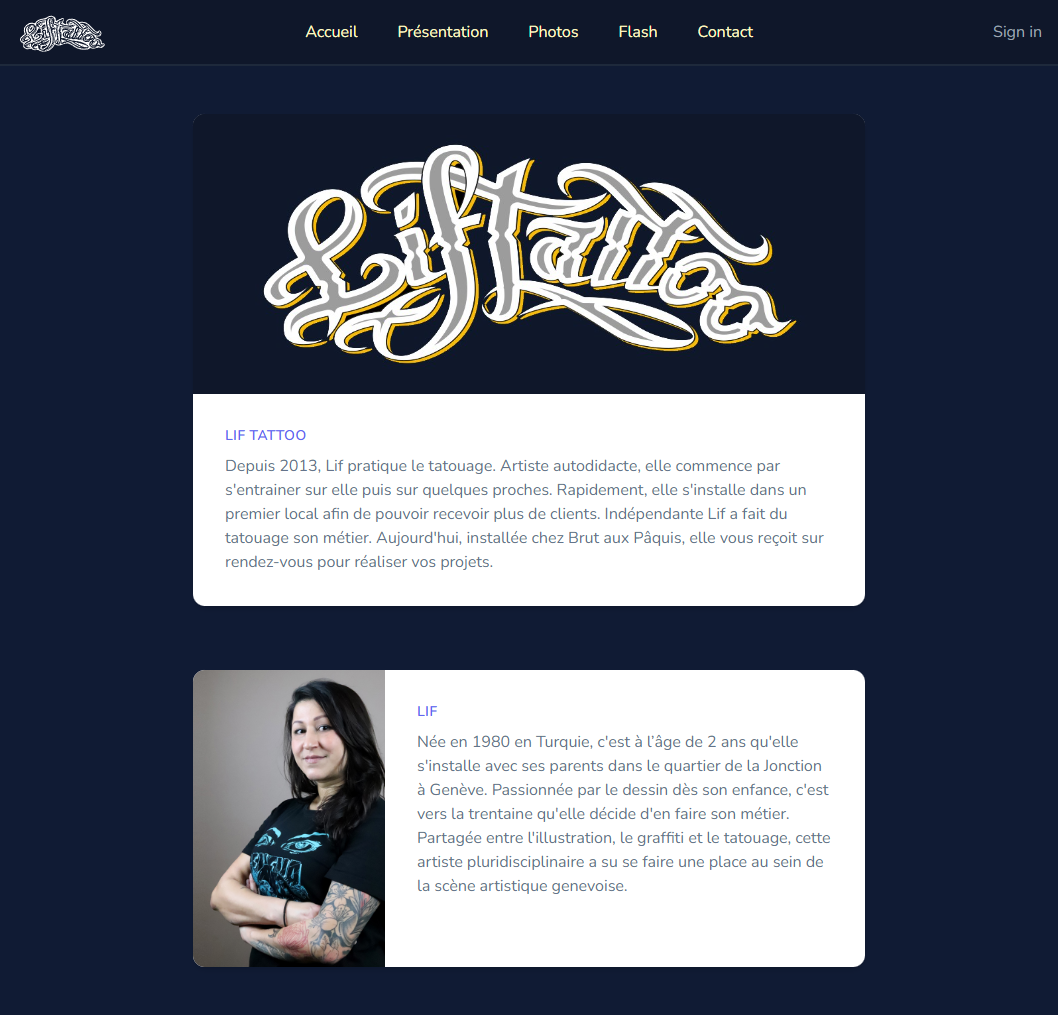 LifTattoo
Accueil
Présentation
Photos
Flash
Contact
Sign in
LifTattoo
LIF TATTOO
Depuis 2013, Lif pratique le tatouage. Artiste autodidacte, elle commence par
s'entrainer sur elle puis sur quelques proches. Rapidement, elle s'installe dans un
premier local afin de pouvoir recevoir plus de clients. Indépendante Lif a fait du
tatouage son métier. Aujourd'hui, installée chez Brut aux Pâquis, elle vous reçoit sur
rendez-vous pour réaliser vos projets.
LIF
Née en 1980 en Turquie, c'est à l’âge de 2 ans qu'elle
s'installe avec ses parents dans le quartier de la Jonction
à Genève. Passionnée par le dessin dès son enfance, c'est
vers la trentaine qu'elle décide d'en faire son métier.
Partagée entre l'illustration, le graffiti et le tatouage, cette
artiste pluridisciplinaire a su se faire une place au sein de
la scène artistique genevoise.